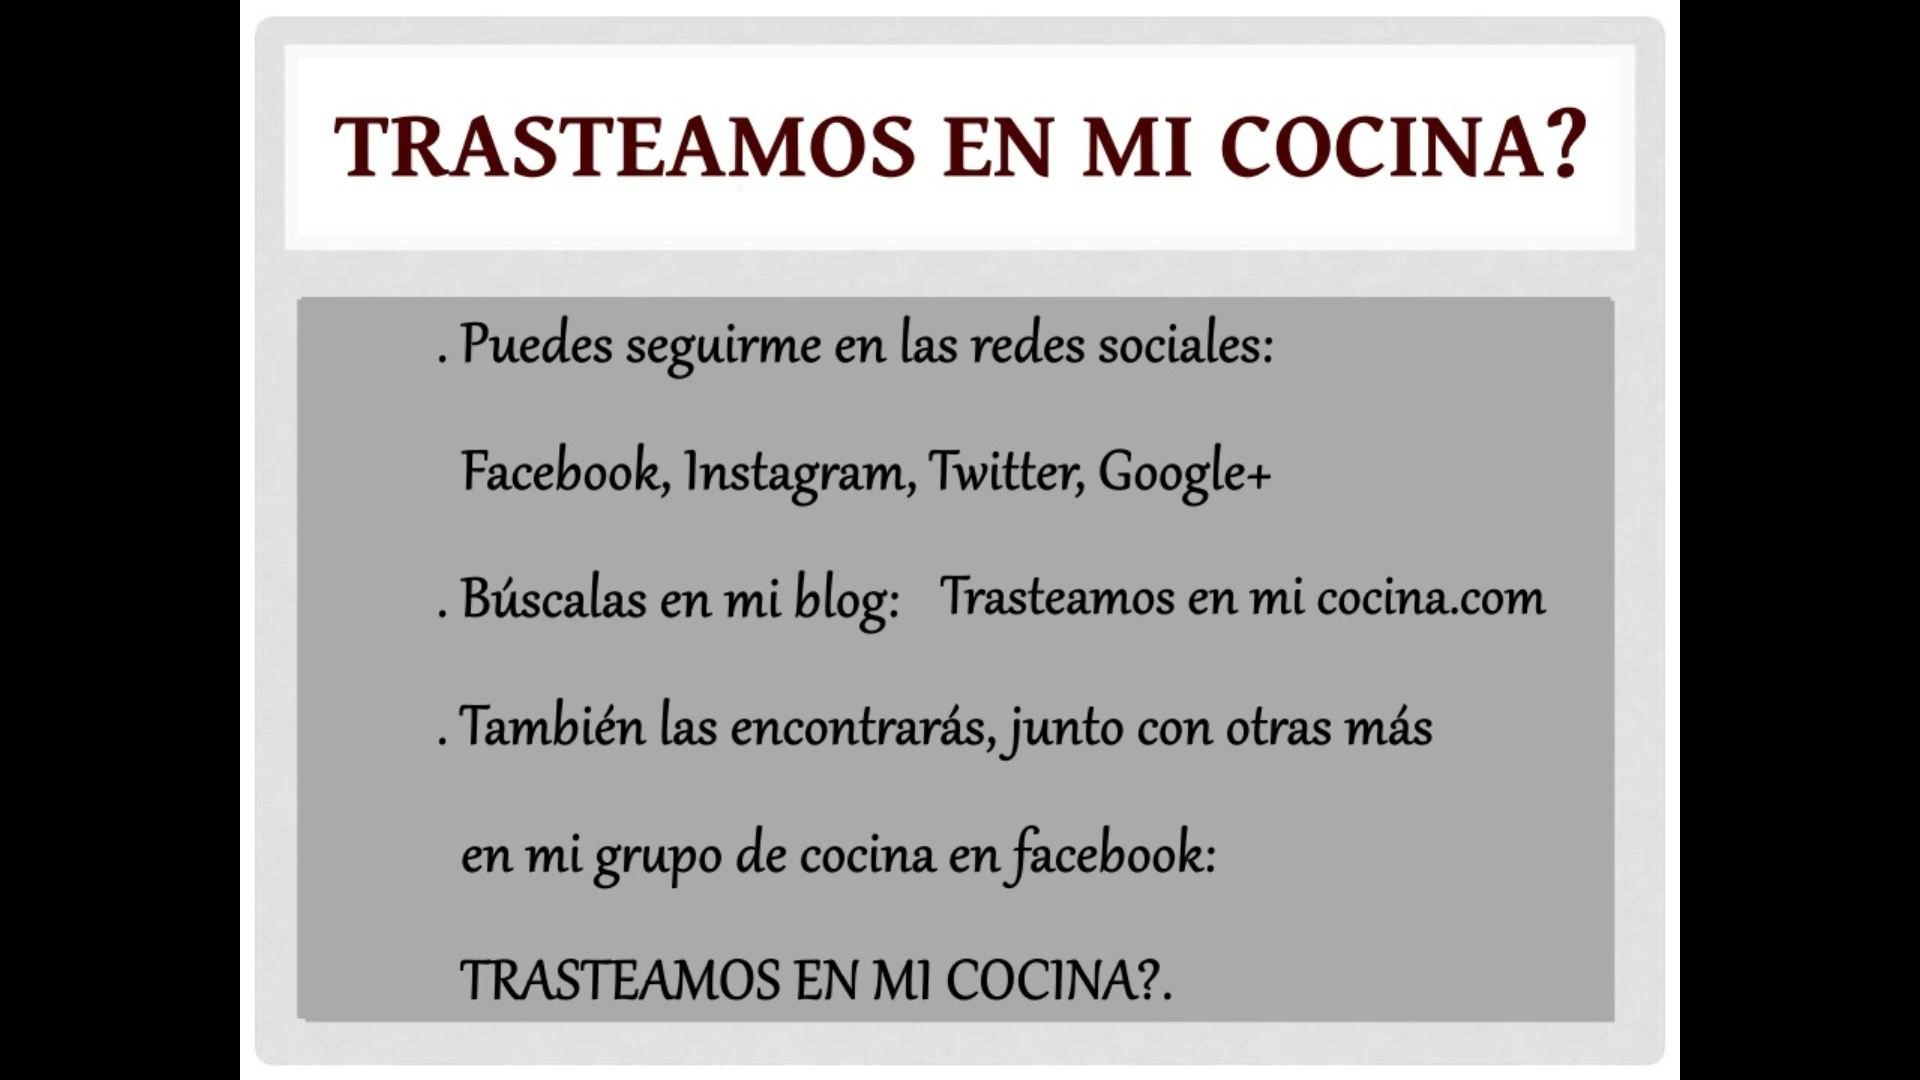 TRASTEAMOS EN MI COCINA?
. Puedes seguirme en las redes sociales:
Facebook, Instagram, Twitter, Google+
. Búscalas en mi blog: Trasteamos en mi cocina.com
. También las encontrarás, junto con otras más
en mi grupo de cocina en facebook:
TRASTEAMOS EN MI COCINA?.